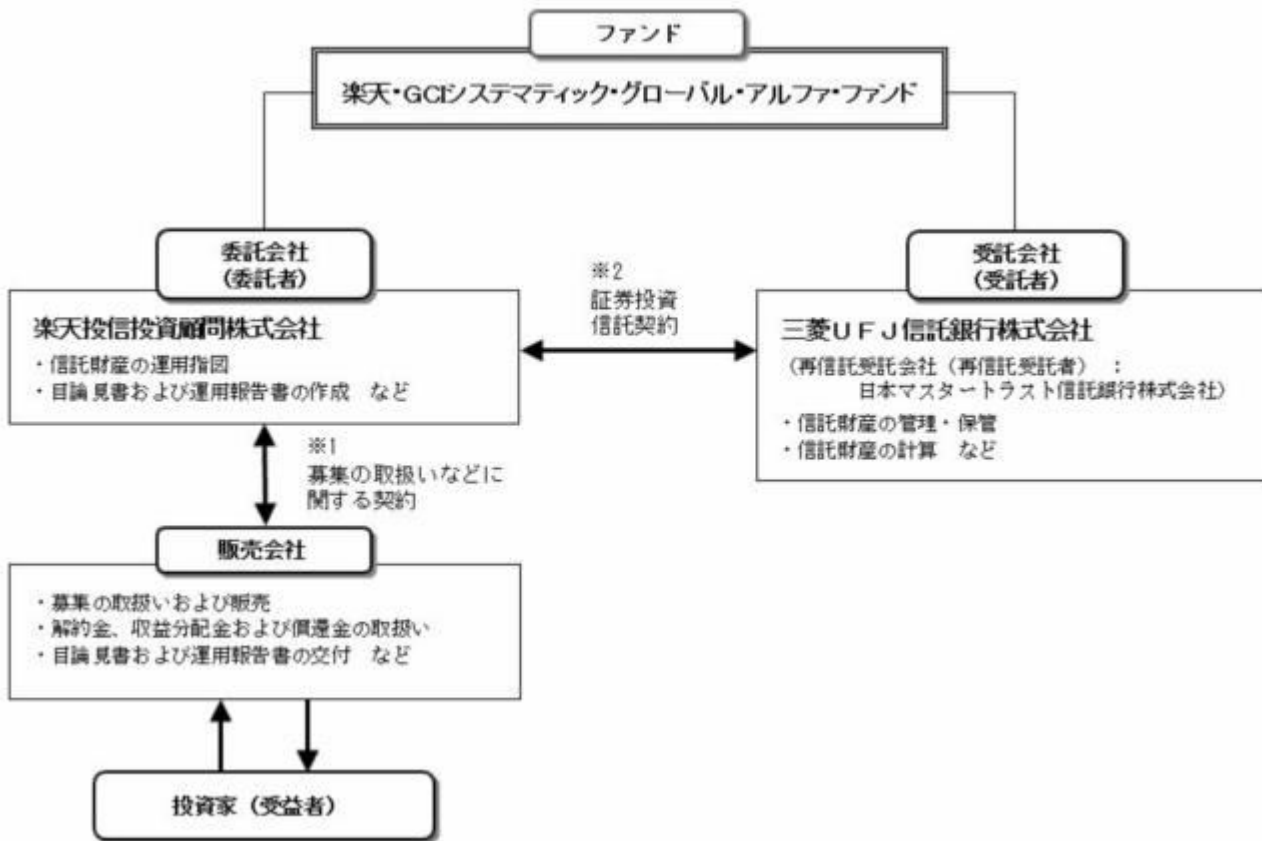 ファンド
楽天・GCIシステマティック・グローバル・アルファ・ファンド
委託会社
(委託者)
楽天投信投資顧問株式会社
・信託財産の運用指図
・目論見書および運用報告書の作成 など
※2
証券投資
信託契約
受託会社
(受託者)
三菱UFJ信託銀行株式会社
(再信託受託会社(再信託受託者) :
日本マスタートラスト信託銀行株式会社)
・信託財産の管理・保管
・信託財産の計算 など
※1
募集の取扱いなどに
関する契約
販売会社
・募集の取扱いおよび販売
・解約金、収益分配金および償還金の取扱い
・目論見書および運用報告書の交付 など
投資家(受益者)